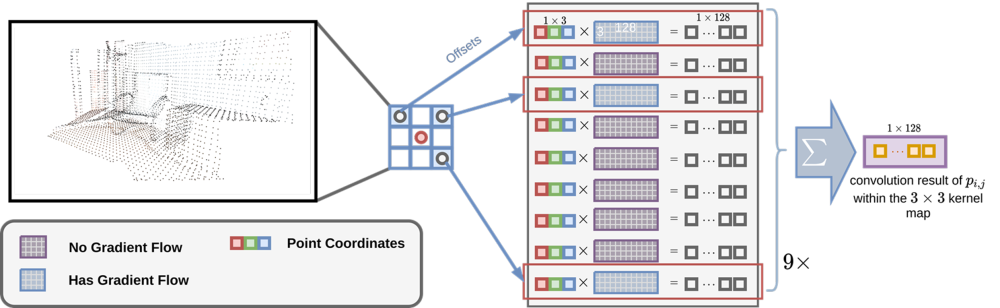 Offsets
1 × 3
1 × 128
× 3 128 =
× =
× =
× =
× =
× =
× =
× =
× =
9×
∑
1 × 128
convolution result of p_{i,j}
within the 3 × 3 kernel
map
No Gradient Flow
Point Coordinates
Has Gradient Flow